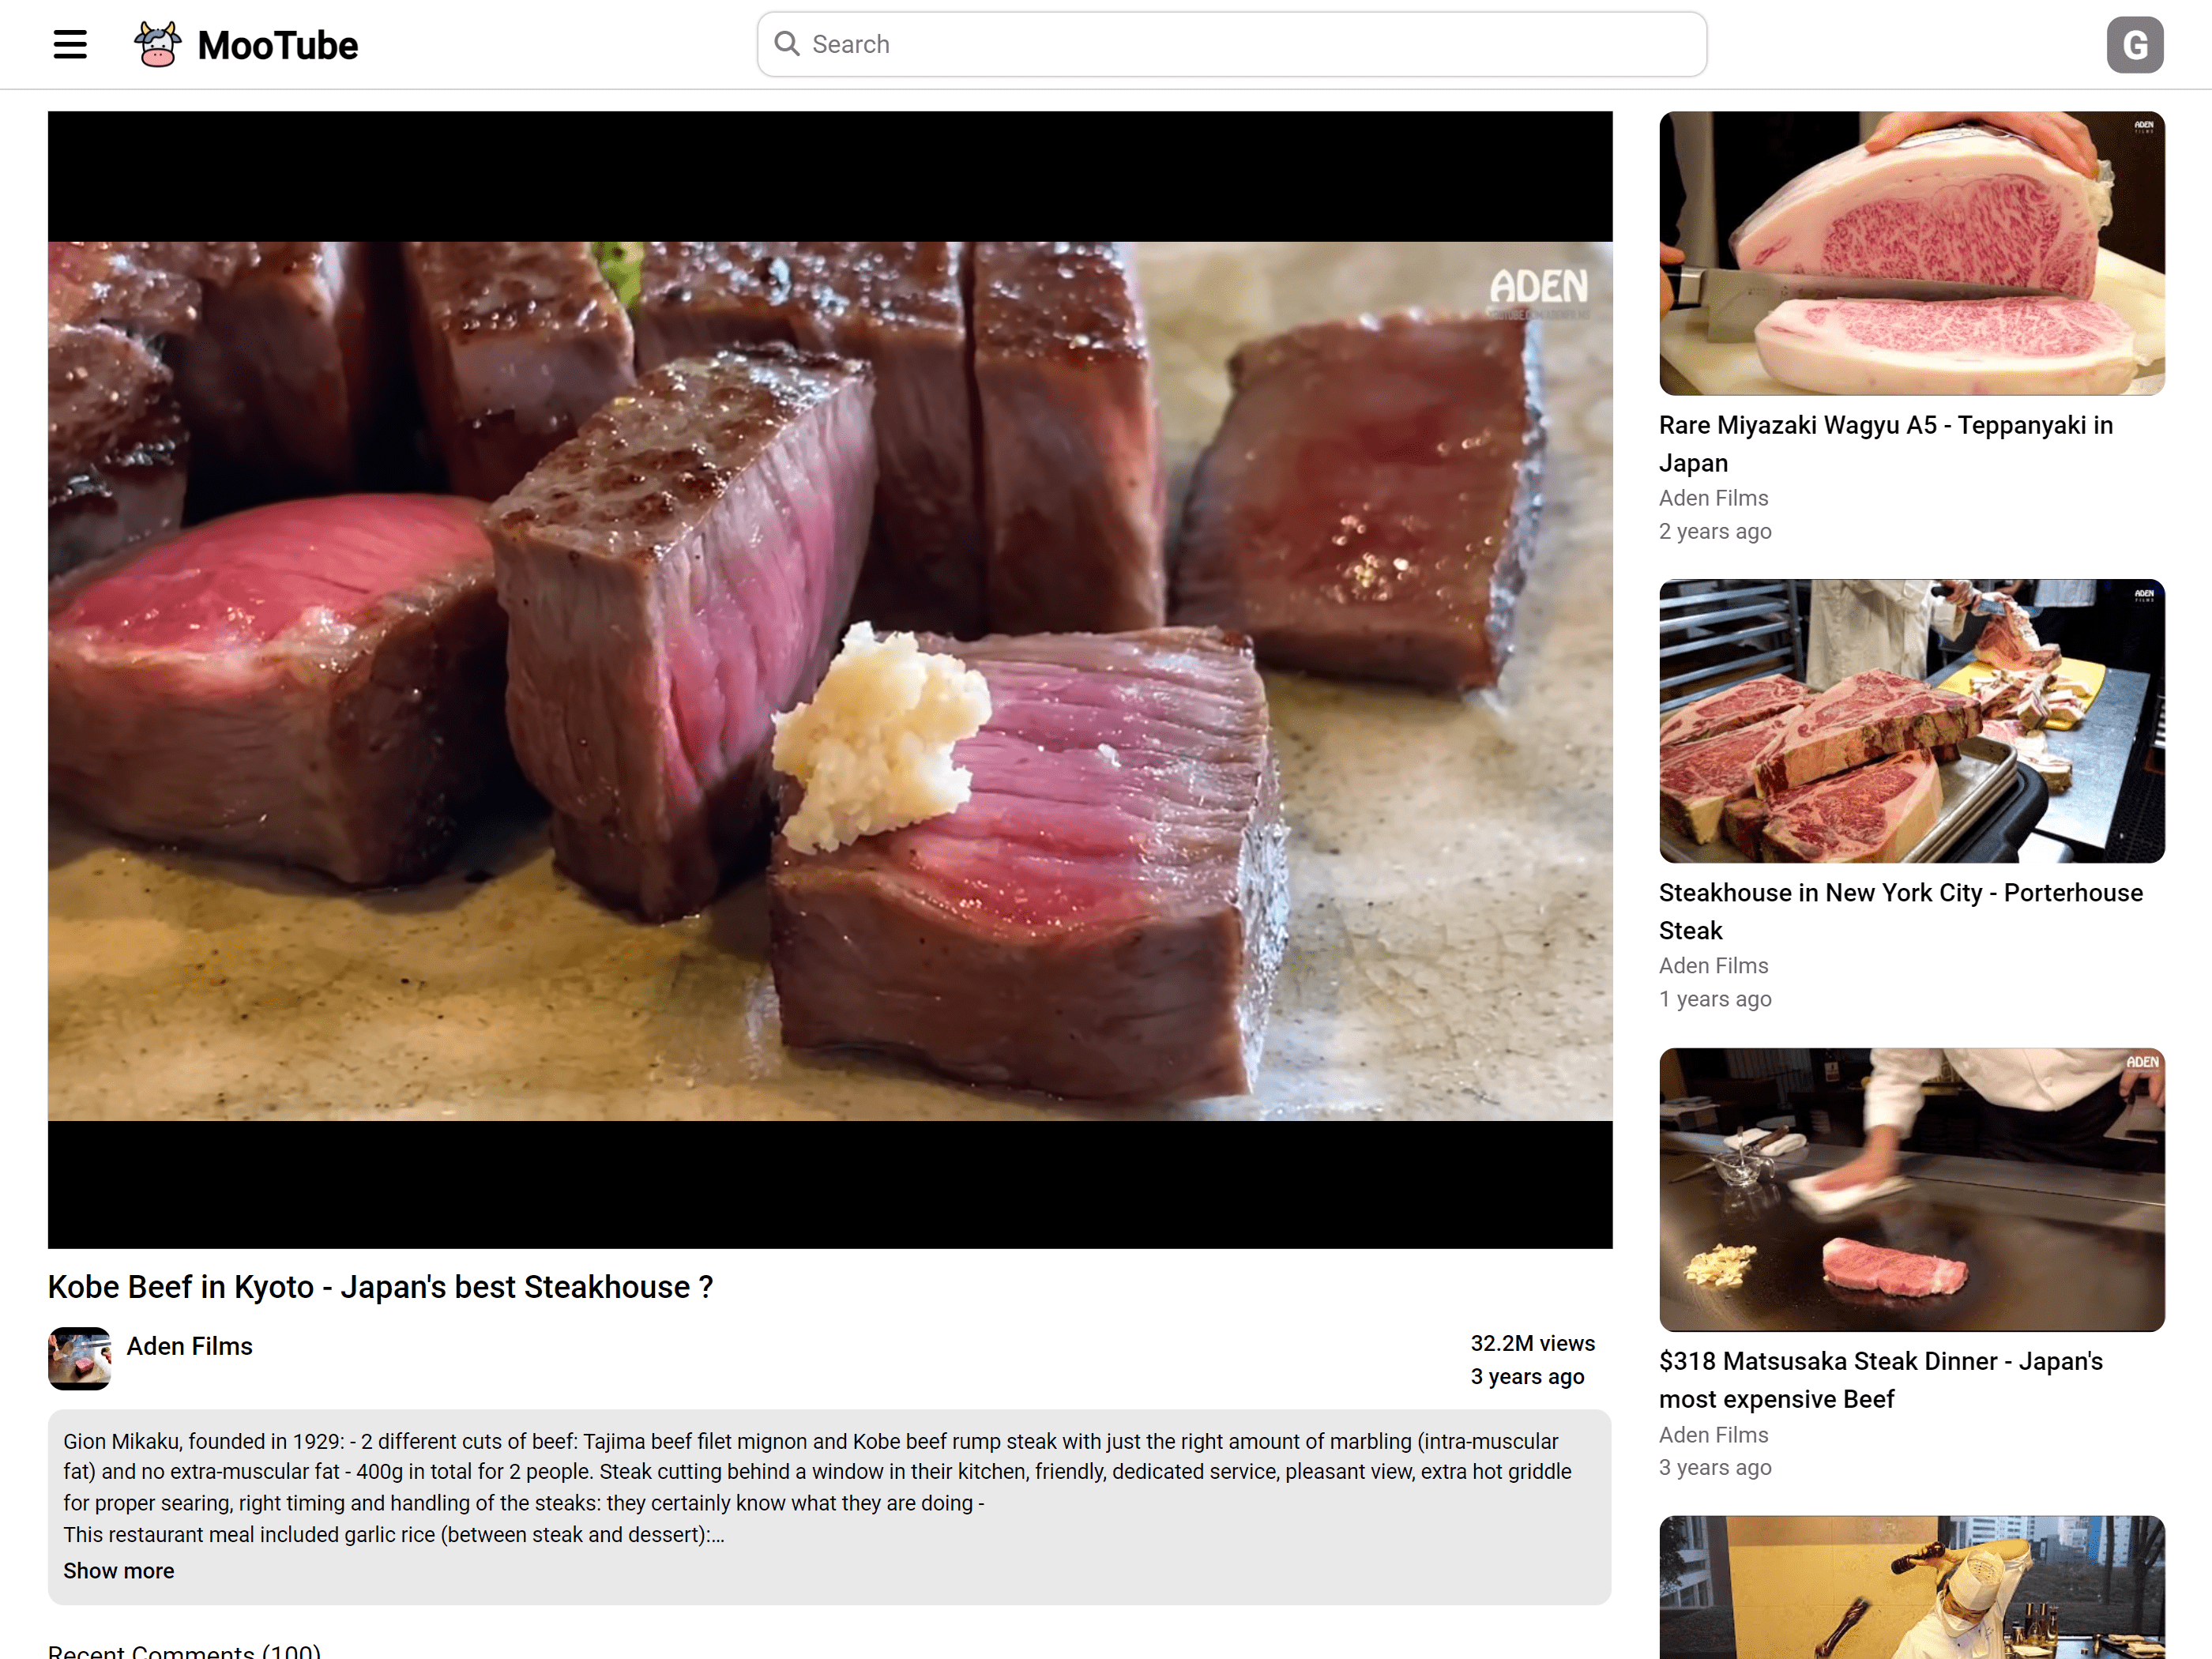 MooTube
Search
G
ADEN
Kobe Beef in Kyoto - Japan's best Steakhouse ?
Aden Films
32.2M views
3 years ago
Gion Mikaku, founded in 1929: - 2 different cuts of beef: Tajima beef filet mignon and Kobe beef rump steak with just the right amount of marbling (intra-muscular
fat) and no extra-muscular fat - 400g in total for 2 people. Steak cutting behind a window in their kitchen, friendly, dedicated service, pleasant view, extra hot griddle
for proper searing, right timing and handling of the steaks: they certainly know what they are doing -
This restaurant meal included garlic rice (between steak and dessert):...
Show more
Recent Comments (100)
ADEN
FILMS
Rare Miyazaki Wagyu A5 - Teppanyaki in
Japan
Aden Films
2 years ago
ADEN
FILMS
Steakhouse in New York City - Porterhouse
Steak
Aden Films
1 years ago
ADEN
$318 Matsusaka Steak Dinner - Japan's
most expensive Beef
Aden Films
3 years ago